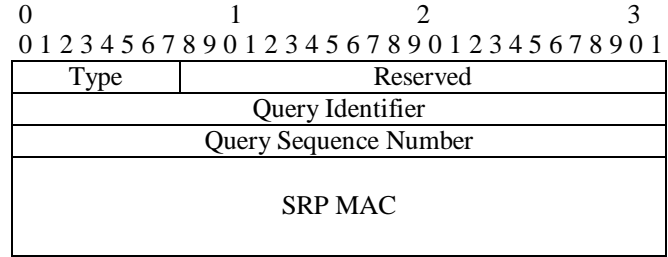 0 1 2 3
0 1 2 3 4 5 6 7 8 9 0 1 2 3 4 5 6 7 8 9 0 1 2 3 4 5 6 7 8 9 0 1
Type Reserved
Query Identifier
Query Sequence Number
SRP MAC